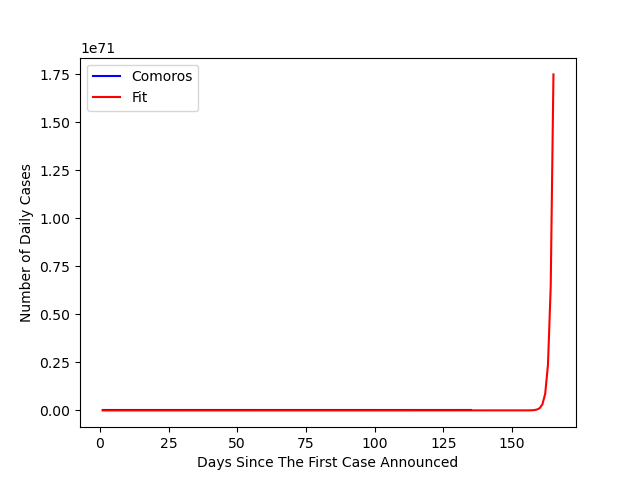 1e71
Comoros
Fit
1.75
1.50
1.25
1.00
0.75
0.50
0.25
0.00
Number of Daily Cases
0 25 50 75 100 125 150
Days Since The First Case Announced